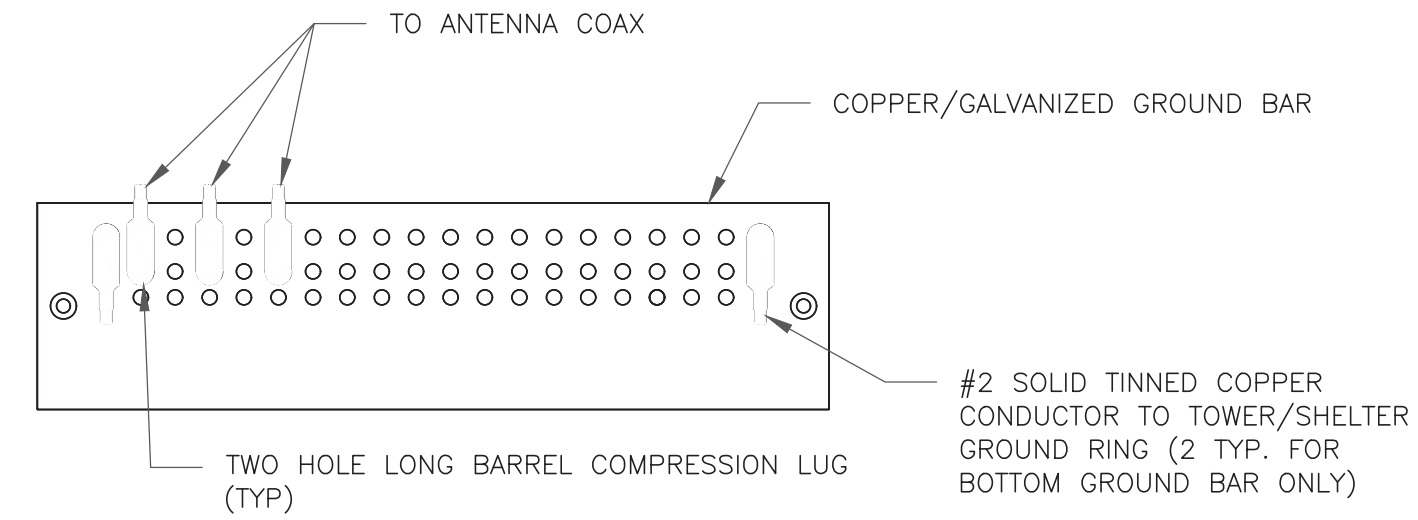 TO ANTENNA COAX
COPPER/GALVANIZED GROUND BAR
#2 SOLID TINNED COPPER
CONDUCTOR TO TOWER/SHELTER
GROUND RING (2 TYP. FOR
BOTTOM GROUND BAR ONLY)
TWO HOLE LONG BARREL COMPRESSION LUG
(TYP)